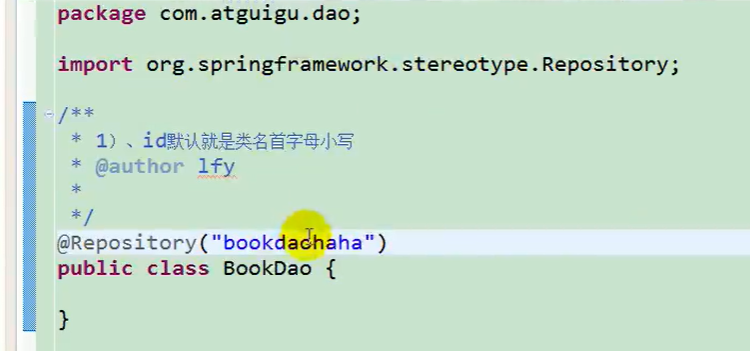 package com.atguigu.dao;
import org.springframework.stereotype.Repository;
/**
* 1）、id默认就是类名首字母小写
* @author lfy
*
*/
@Repository("bookdaohaha")
public class BookDao {
}